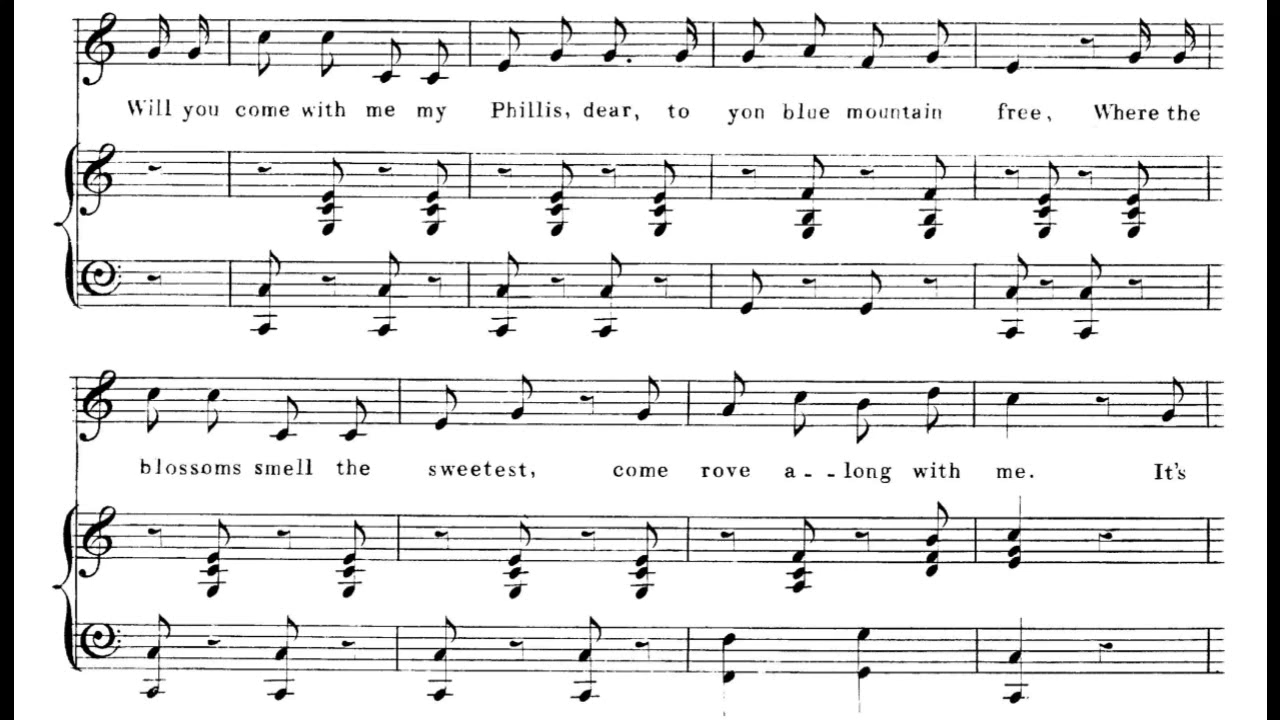 Will you come with me my Phillis, dear, to yon blue mountain free, Where the
blossoms smell the sweetest, come rove a - - long with me. It's